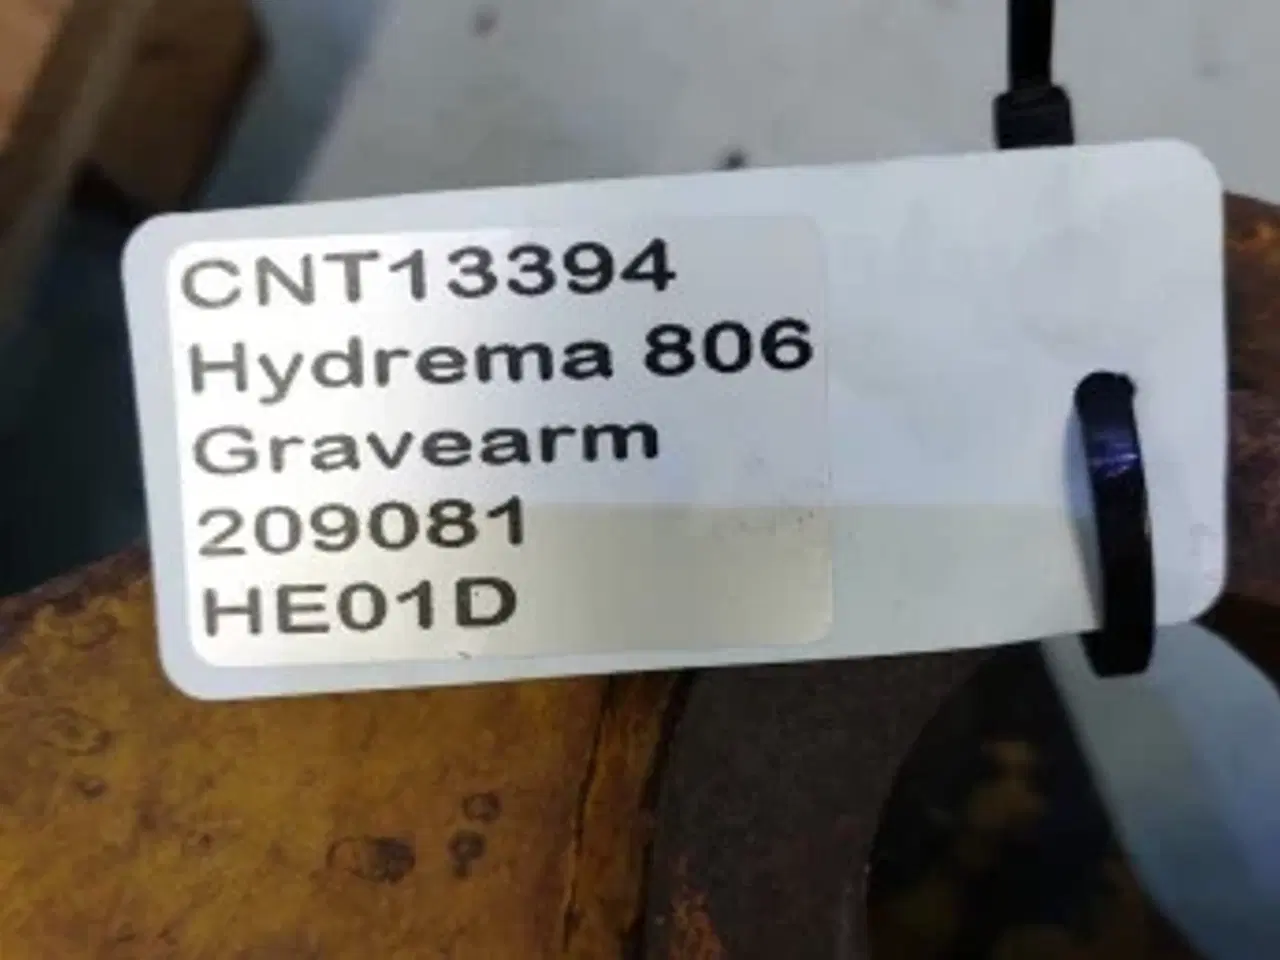 CNT13394
Hydrema 806
Gravearm
209081
HE01D